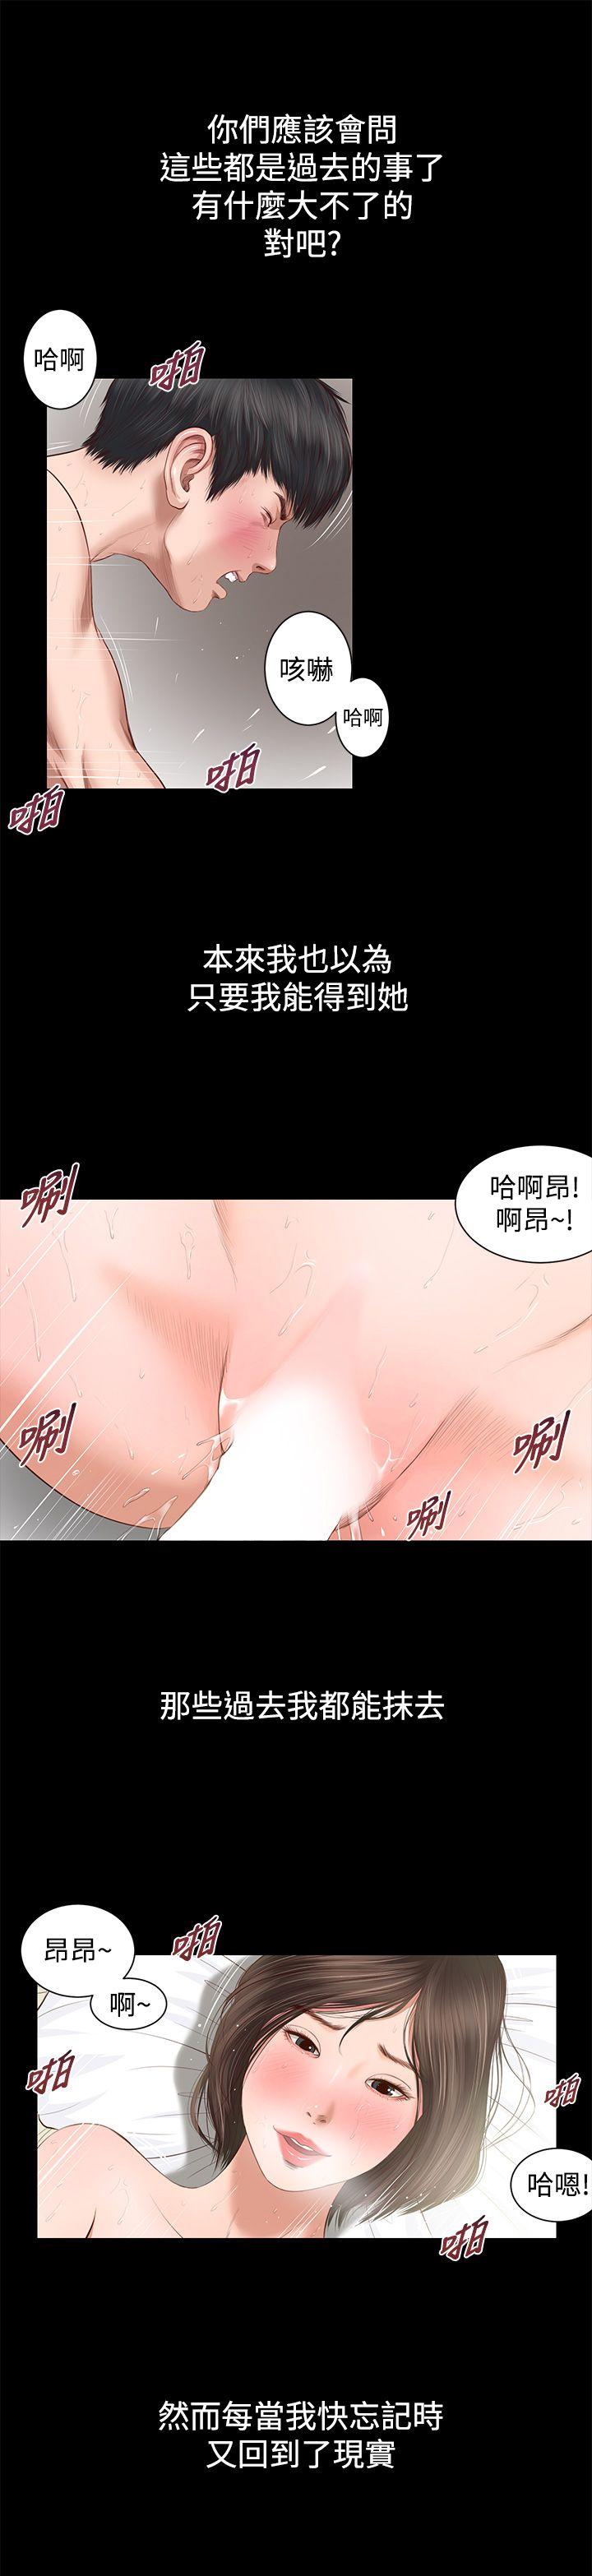 你們應該會問
這些都是過去的事了
有什麼大不了的
對吧?
哈啊
啪
咳嚇
哈啊
啪
啪
本來我也以為
只要我能得到她
唰
哈啊昂!
啊昂~!
唰
唰
唰
那些過去我都能抹去
啪
昂昂~
啊~
啪
啪
哈嗯!
啪
然而每當我快忘記時
又回到了現實